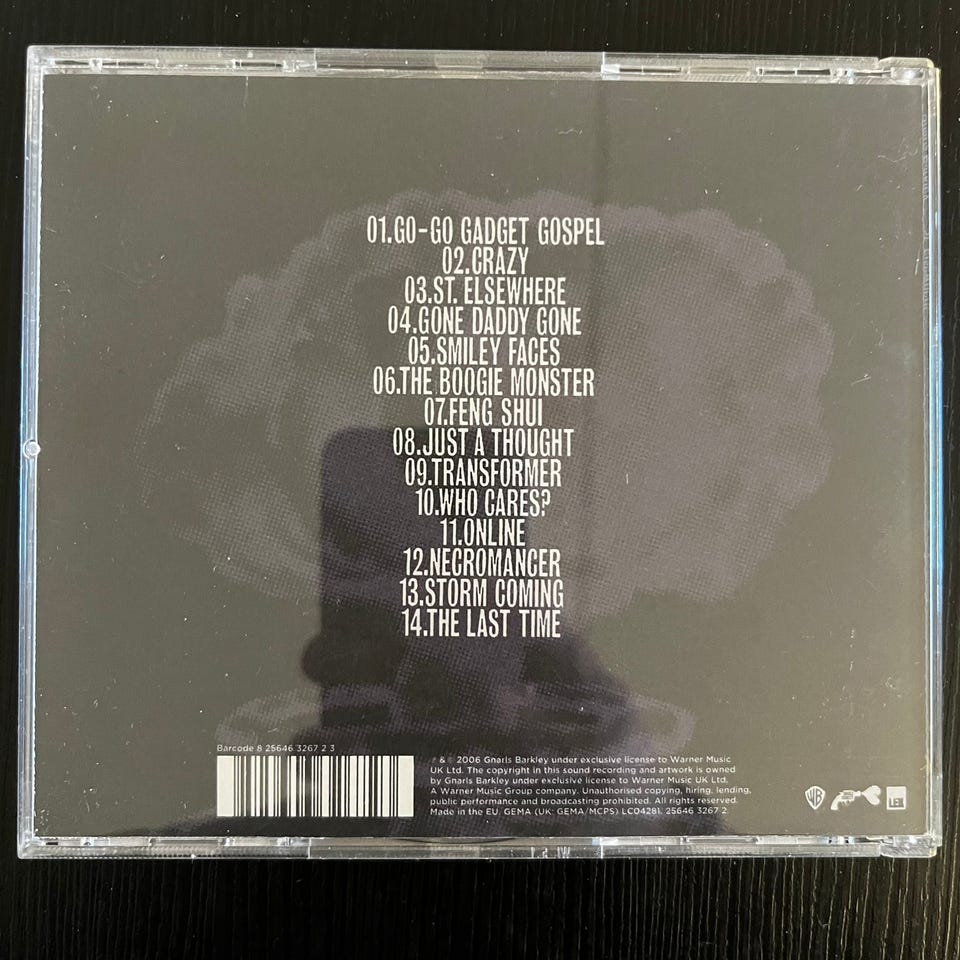 01.GO-GO GADGET GOSPEL
02.CRAZY
03.ST. ELSEWHERE
04.GONE DADDY GONE
05.SMILEY FACES
06.THE BOOGIE MONSTER
07.FENG SHUI
08.JUST A THOUGHT
09.TRANSFORMER
10.WHO CARES?
11.ONLINE
12.NECROMANCER
13.STORM COMING
14.THE LAST TIME
Barcode 8 25646 3267 2 3
℗ & © 2006 Gnarls Barkley under exclusive license to Warner Music
UK Ltd. The copyright in this sound recording and artwork is owned
by Gnarls Barkley under exclusive license to Warner Music UK Ltd,
A Warner Music Group company. Unauthorised copying, hiring, lending,
public performance and broadcasting prohibited. All rights reserved.
Made in the EU. GEMA (UK: GEMA/MCPS) LC04281. 25646 3267 2
WB
LEX